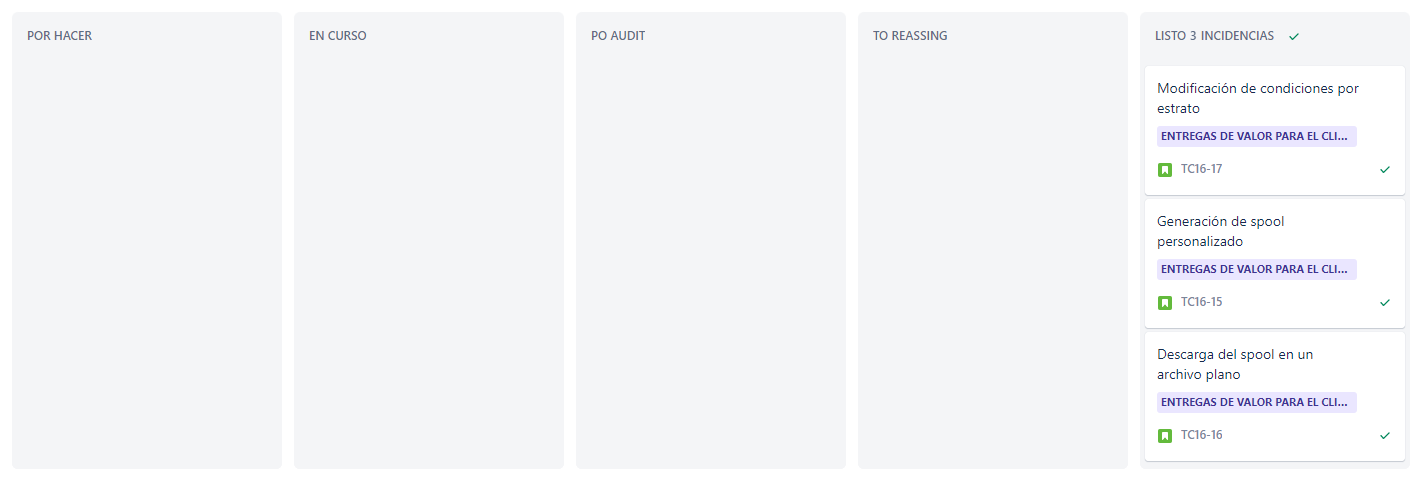 POR HACER
EN CURSO
PO AUDIT
TO REASSING
LISTO 3 INCIDENCIAS
Modificación de condiciones por
estrato
ENTREGAS DE VALOR PARA EL CLI...
TC16-17
Generación de spool
personalizado
ENTREGAS DE VALOR PARA EL CLI...
TC16-15
Descarga del spool en un
archivo plano
ENTREGAS DE VALOR PARA EL CLI...
TC16-16